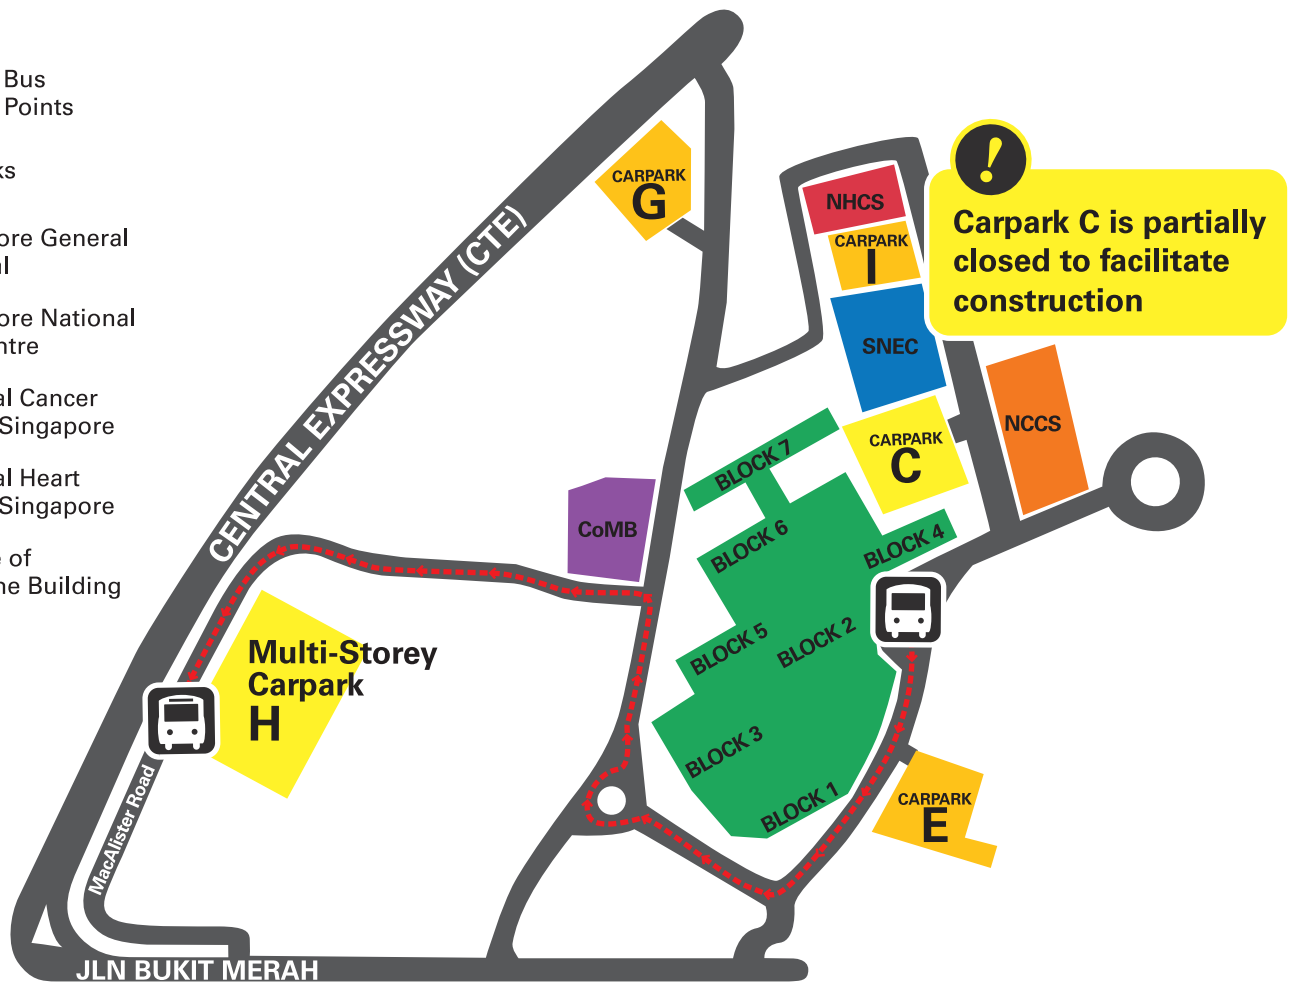 Bus
Points
ks
ore General
al
ore National
ntre
al Cancer
Singapore
al Heart
Singapore
e of
ne Building
CENTRAL EXPRESSWAY (CTE)
CARPARK
G
NHCS
CARPARK
I
SNEC
!
Carpark C is partially
closed to facilitate
construction
NCCS
CARPARK
C
BLOCK 7
CoMB
BLOCK 6
BLOCK 4
BLOCK 5
BLOCK 2
BLOCK 3
BLOCK 1
Multi-Storey
Carpark
H
MacAlister Road
CARPARK
E
JLN BUKIT MERAH